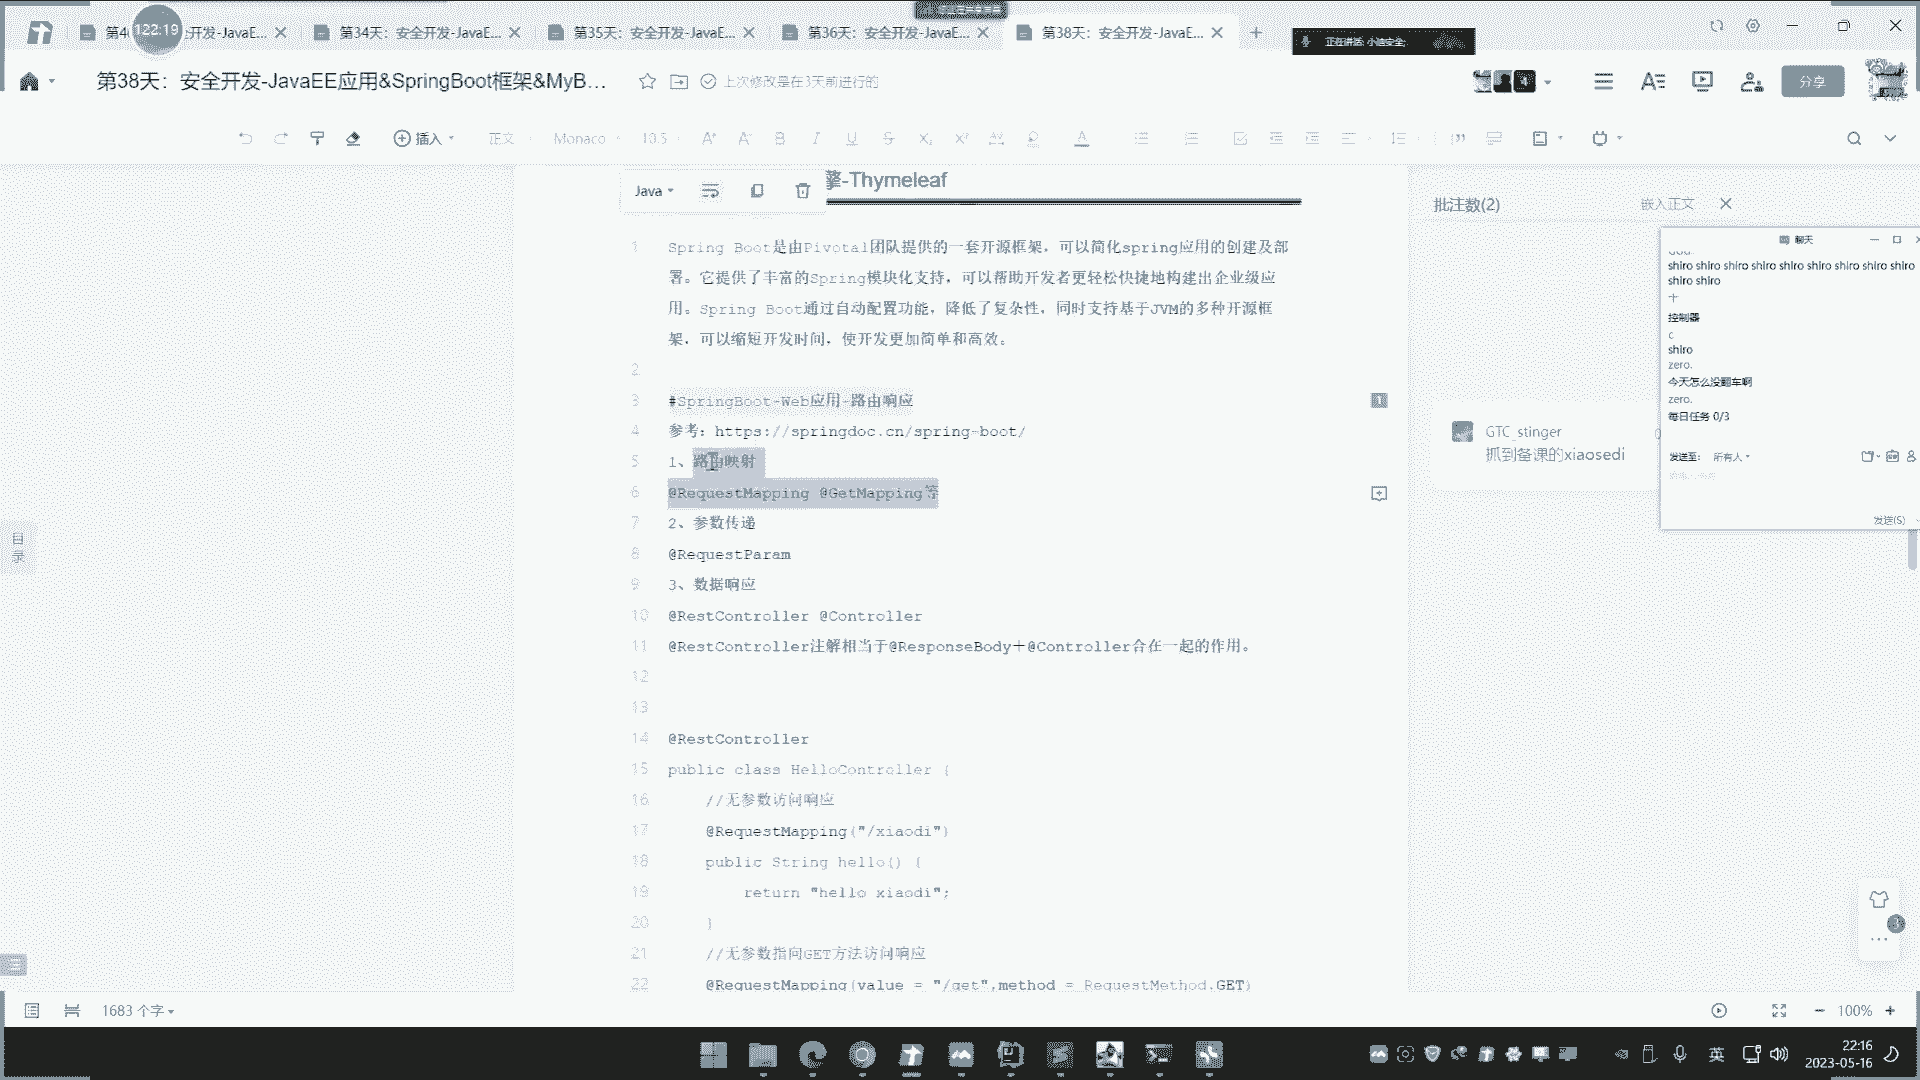 122:19
开发-JavaE...
第34天：安全开发-JavaE...
第35天：安全开发-JavaE...
第36天：安全开发-JavaE...
第38天：安全开发-JavaE...
第38天：安全开发-JavaEE应用&SpringBoot框架&MyB...
上次修改是在3天前进行的
分享
插入
正文
Monaco
10.5
Java
擎-Thymeleaf
1 Spring Boot是由Pivotal团队提供的一套开源框架，可以简化spring应用的创建及部
署。它提供了丰富的Spring模块化支持，可以帮助开发者更轻松快捷地构建出企业级应
用。Spring Boot通过自动配置功能，降低了复杂性，同时支持基于JVM的多种开源框
架，可以缩短开发时间，使开发更加简单和高效。
2
3 #SpringBoot-Web应用-路由响应
4 参考：https://springdoc.cn/spring-boot/
5 1、路由映射
6 @RequestMapping @GetMapping等
7 2、参数传递
8 @RequestParam
9 3、数据响应
10 @RestController @Controller
11 @RestController注解相当于@ResponseBody＋@Controller合在一起的作用。
12
13
14 @RestController
15 public class HelloController {
16 //无参数访问响应
17 @RequestMapping("/xiaodi")
18 public String hello() {
19 return "hello xiaodi";
20 }
21 //无参数指向GET方法访问响应
22 @RequestMapping(value = "/get",method = RequestMethod.GET)
批注数(2)
嵌入正文
GTC_stinger
抓到备课的xiaosedi
聊天
shiro shiro shiro shiro shiro shiro shiro shiro shiro
shiro shiro
十
控制器
c
shiro
zero.
今天怎么没翻车啊
zero.
每日任务 0/3
发送至： 所有人
发送(S)
目
录
1683 个字
100%
英
22:16
2023-05-16